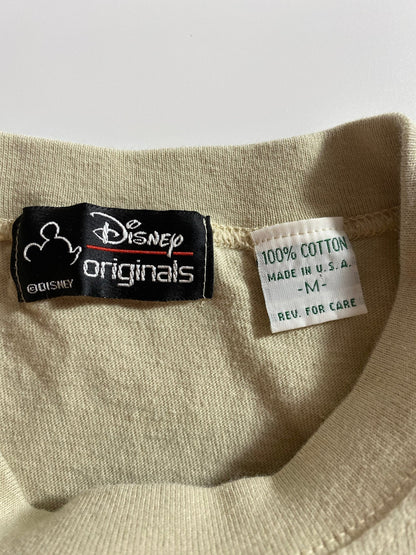 Disney
originals
©DISNEY
100% COTTON
MADE IN U.S.A.
-M-
REV. FOR CARE